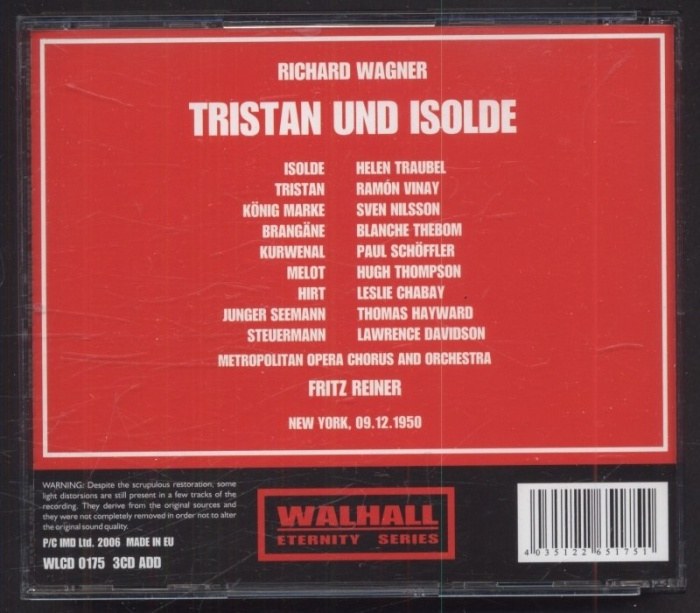 RICHARD WAGNER
TRISTAN UND ISOLDE
ISOLDE HELEN TRAUBEL
TRISTAN RAMÓN VINAY
KÖNIG MARKE SVEN NILSSON
BRANGÄNE BLANCHE THEBOM
KURWENAL PAUL SCHÖFFLER
MELOT HUGH THOMPSON
HIRT LESLIE CHABAY
JUNGER SEEMANN THOMAS HAYWARD
STEUERMANN LAWRENCE DAVIDSON
METROPOLITAN OPERA CHORUS AND ORCHESTRA
FRITZ REINER
NEW YORK, 09.12.1950
WARNING: Despite the scrupulous restoration, some
light distorsions are still present in a few tracks of the
recording. They derive from the original sources and
they were not completely removed in order not to alter
the original sound quality.
P/C IMD Ltd. 2006 MADE IN EU
WLCD 0175 3CD ADD
WALHALL
ETERNITY SERIES
4 035122 651751